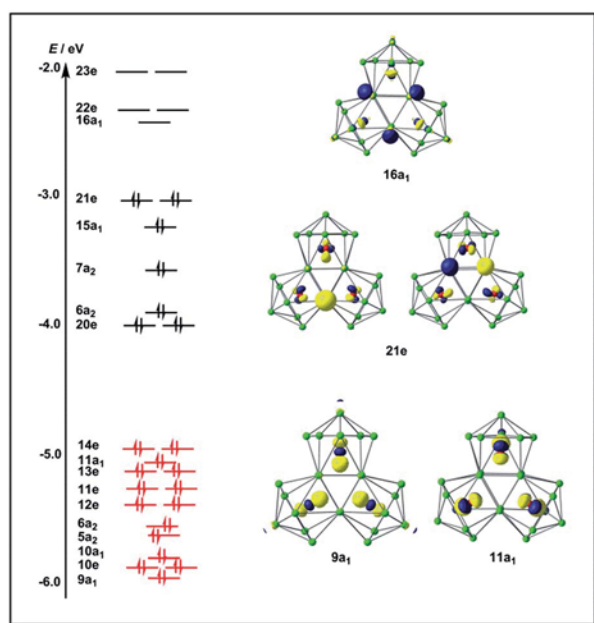 E / eV
-2.0
23e
22e
16a₁
16a₁
-3.0
21e
15a₁
7a₂
6a₂
-4.0
20e
21e
14e
-5.0
11a₁
13e
11e
12e
6a₂
5a₂
10a₁
10e
-6.0
9a₁
9a₁
11a₁